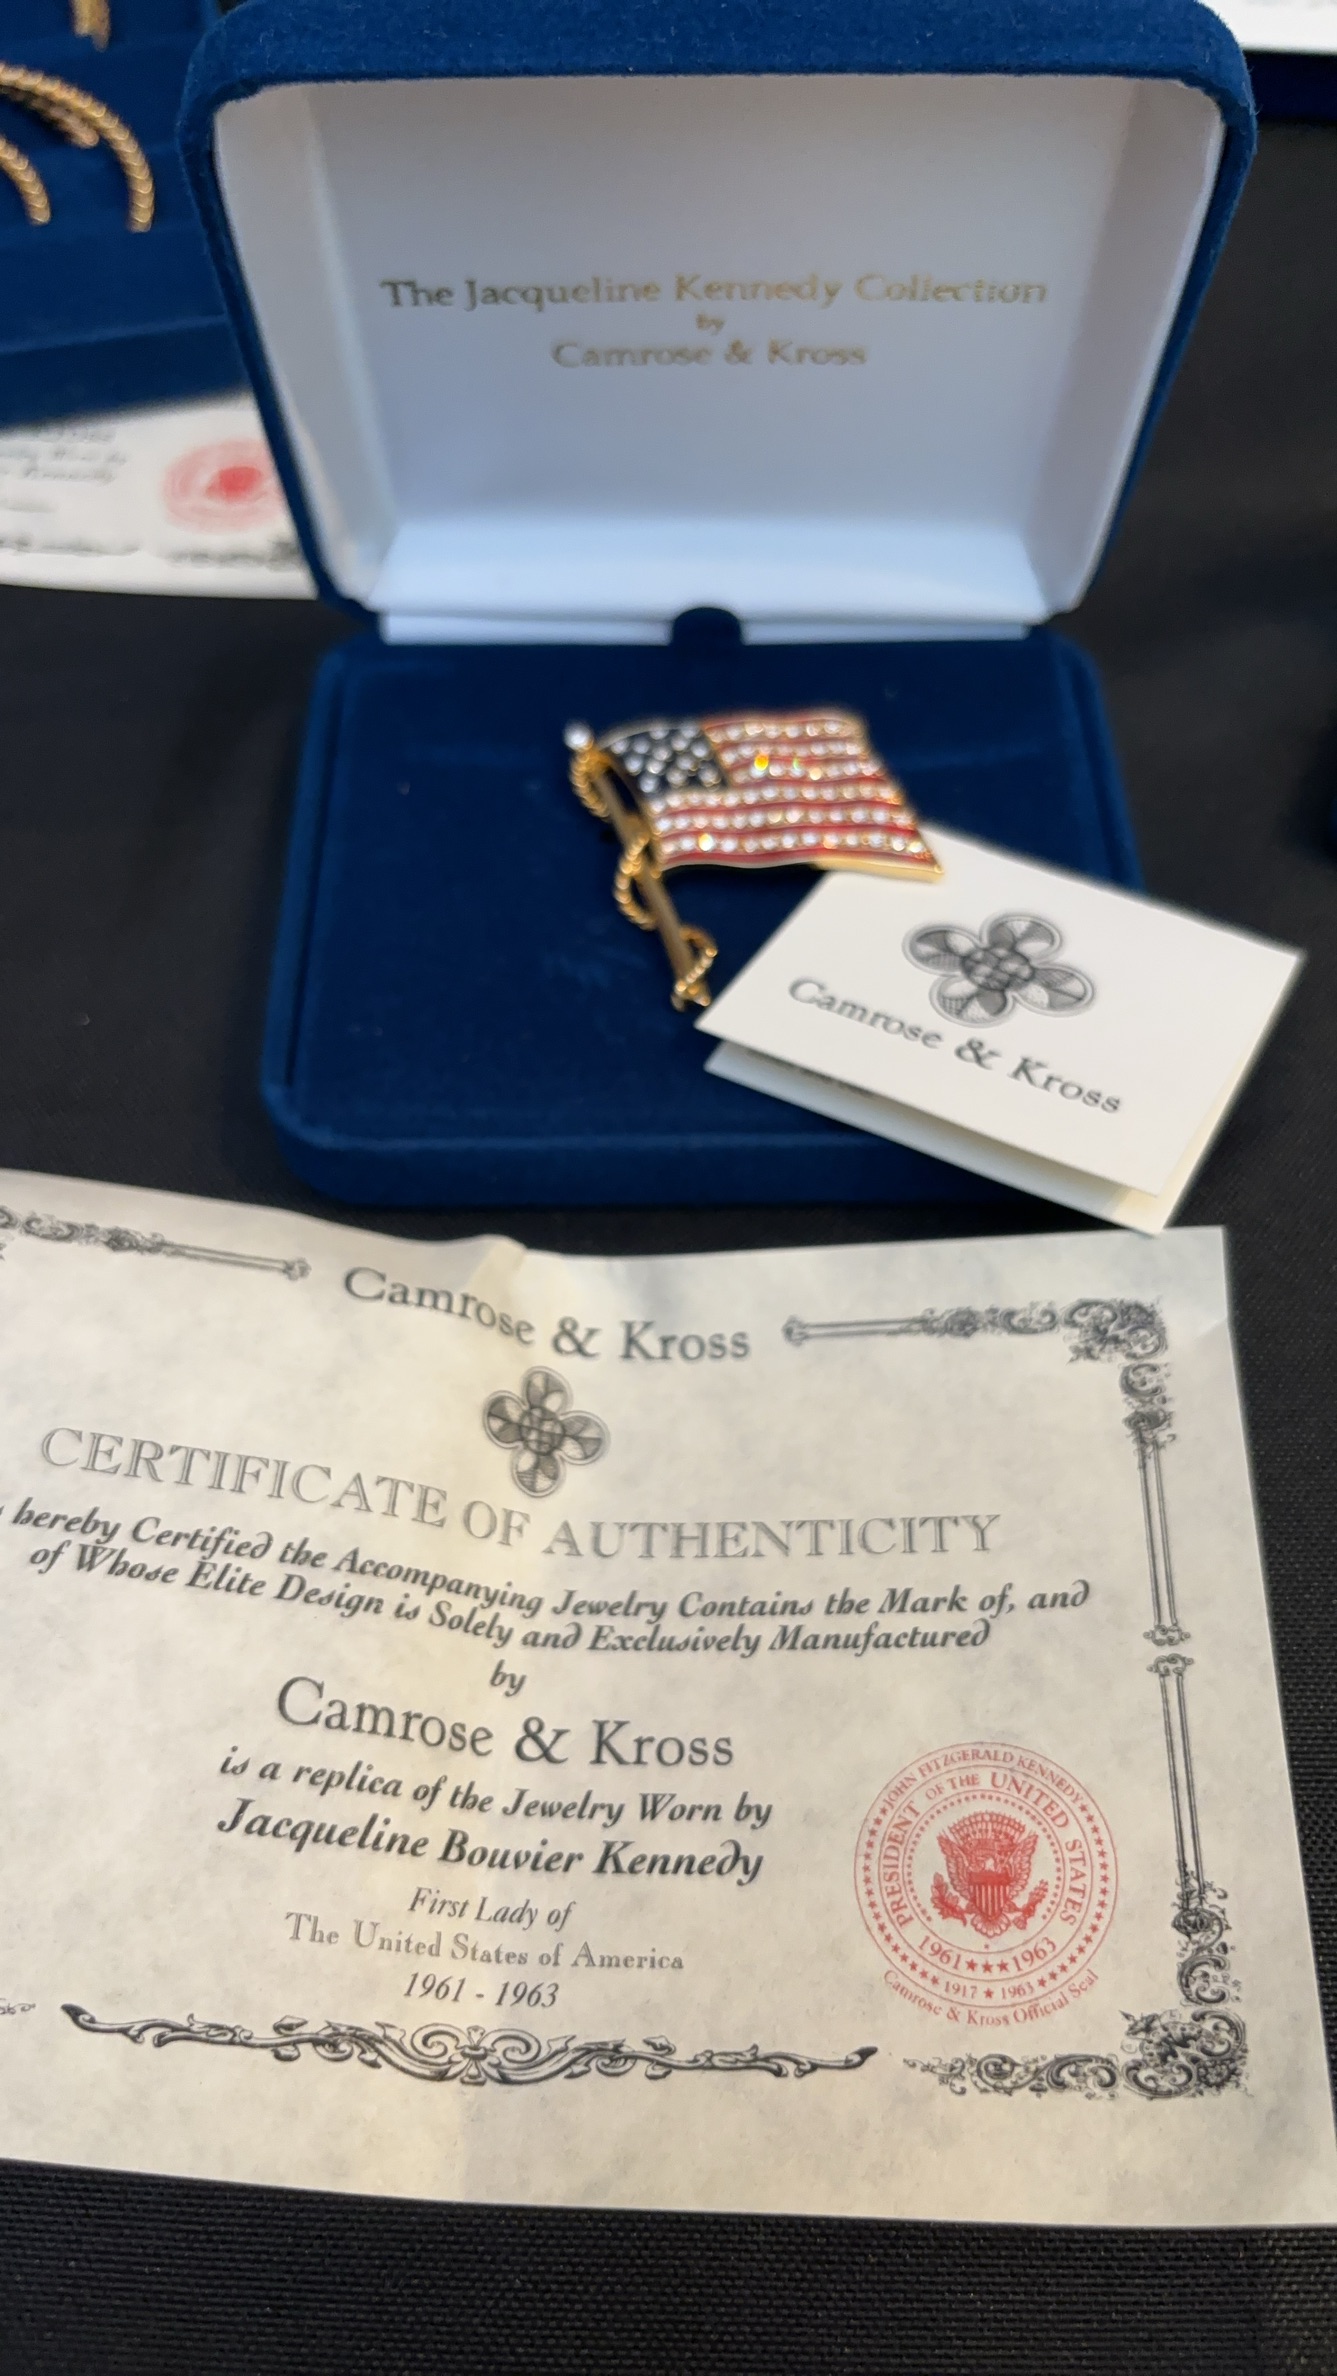 The Jacqueline Kennedy Collection
by
Camrose & Kross
Camrose & Kross
Camrose & Kross
CERTIFICATE OF AUTHENTICITY
hereby Certified the Accompanying Jewelry Contains the Mark of, and
of Whose Elite Design is Solely and Exclusively Manufactured
by
Camrose & Kross
is a replica of the Jewelry Worn by
Jacqueline Bouvier Kennedy
First Lady of
The United States of America
1961 - 1963
JOHN FITZGERALD KENNEDY
PRESIDENT OF THE UNITED STATES
1961 ★★★ 1963
1917 ★ 1963
Camrose & Kross Official Seal